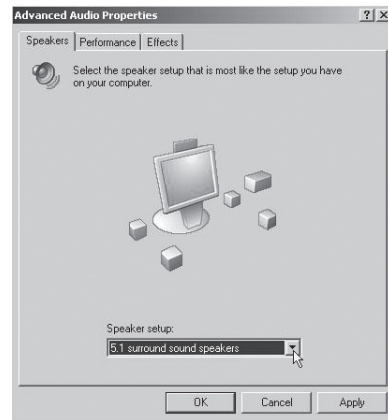 Advanced Audio Properties
Speakers Performance Effects
Select the speaker setup that is most like the setup you have
on your computer.
Speaker setup:
5.1 surround sound speakers
OK Cancel Apply